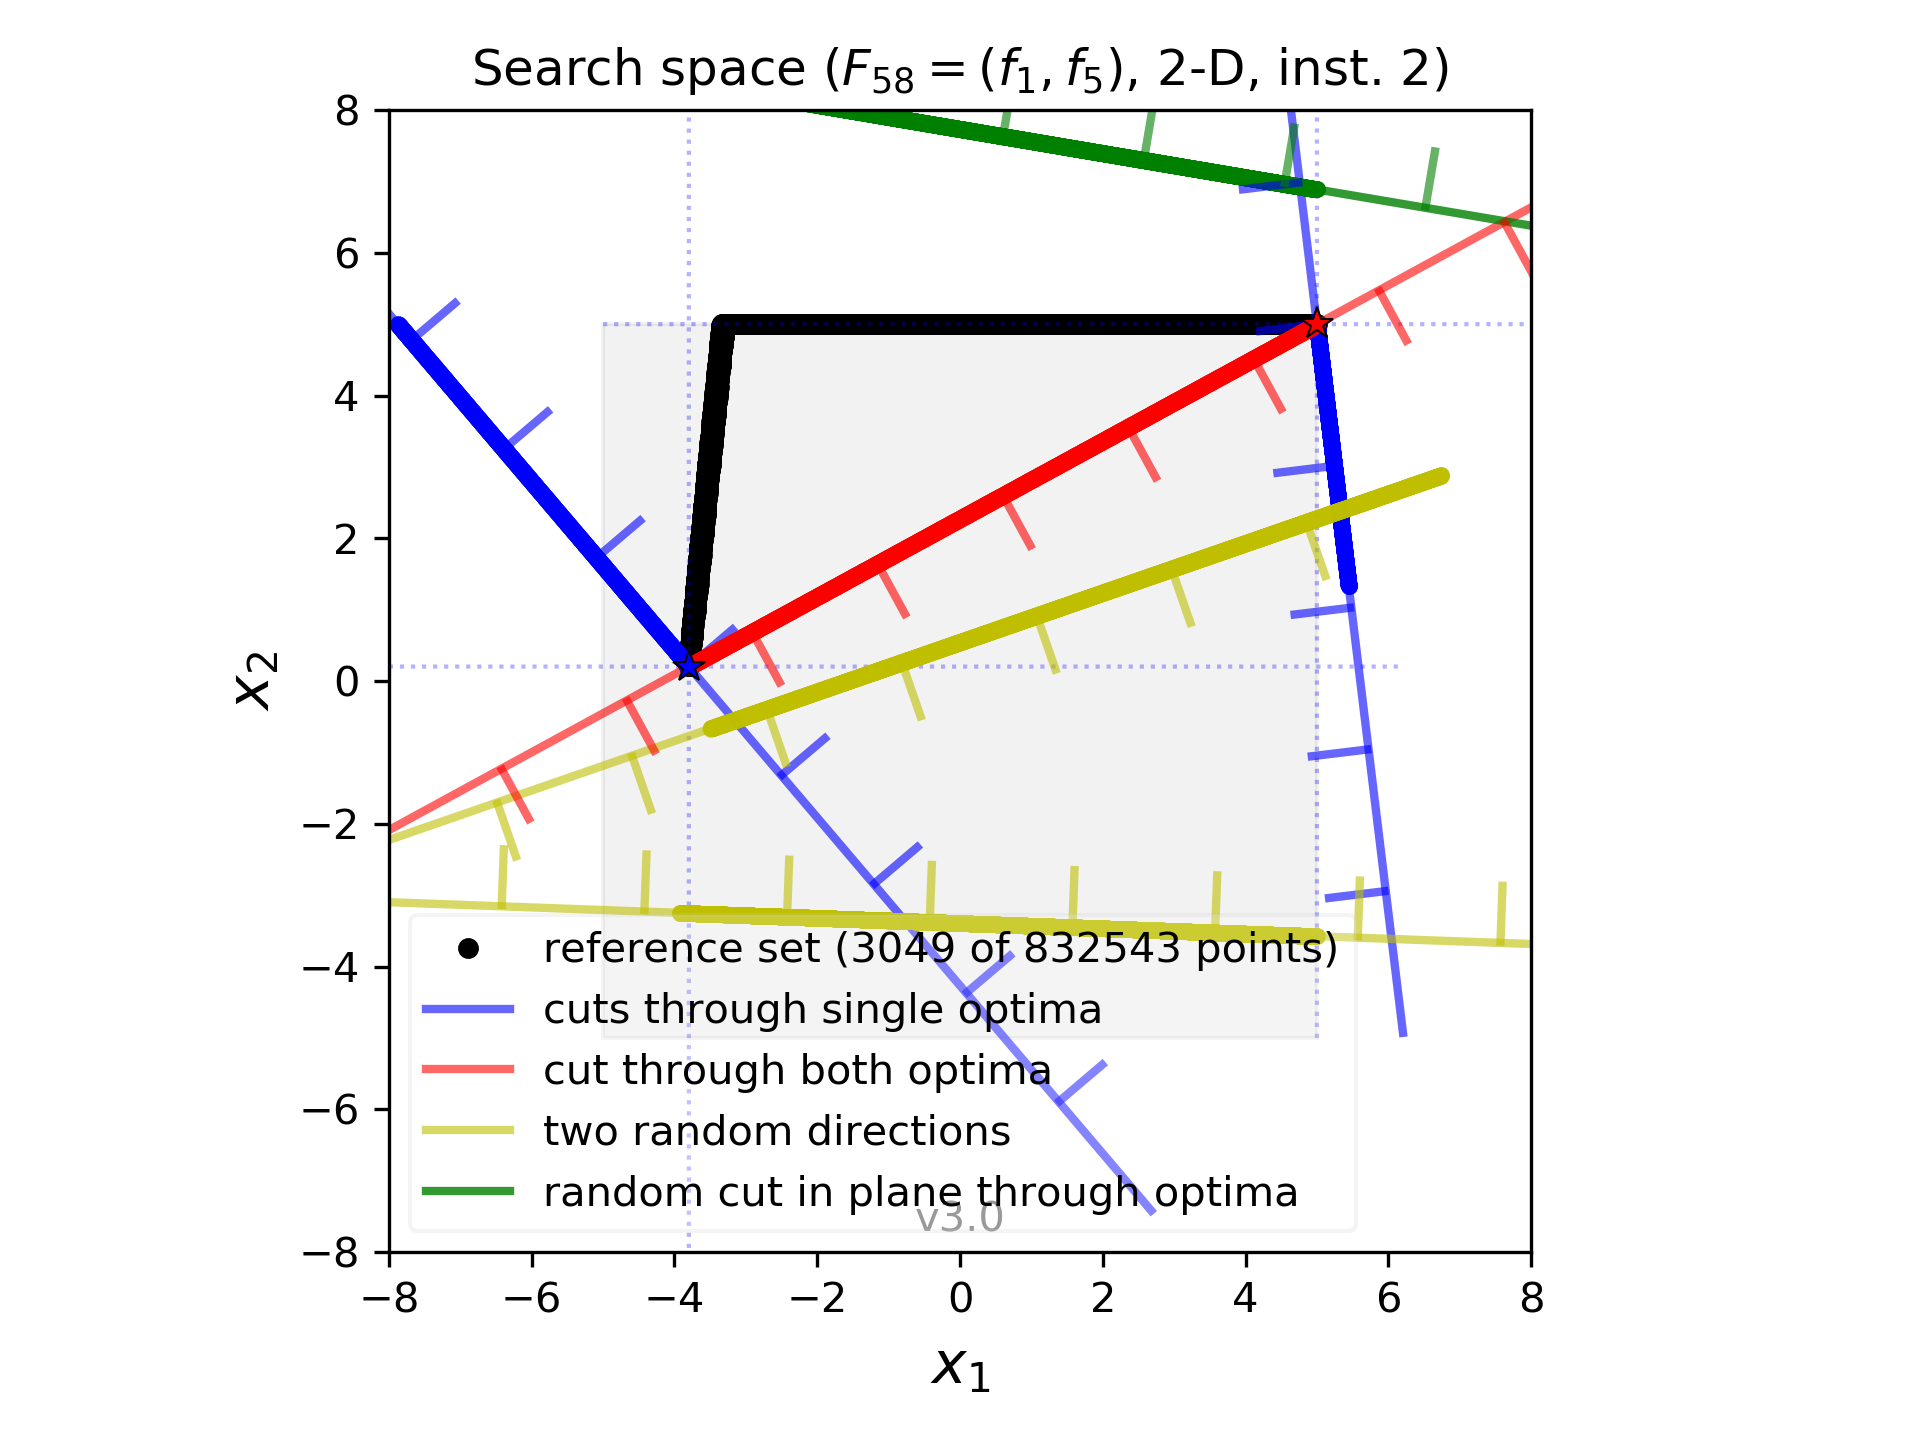 Search space (F58 = (f1, f5), 2-D, inst. 2)
8
6
4
2
0
−2
−4
−6
−8
x2
reference set (3049 of 832543 points)
cuts through single optima
cut through both optima
two random directions
random cut in plane through optima
v3.0
−8 −6 −4 −2 0 2 4 6 8
x1